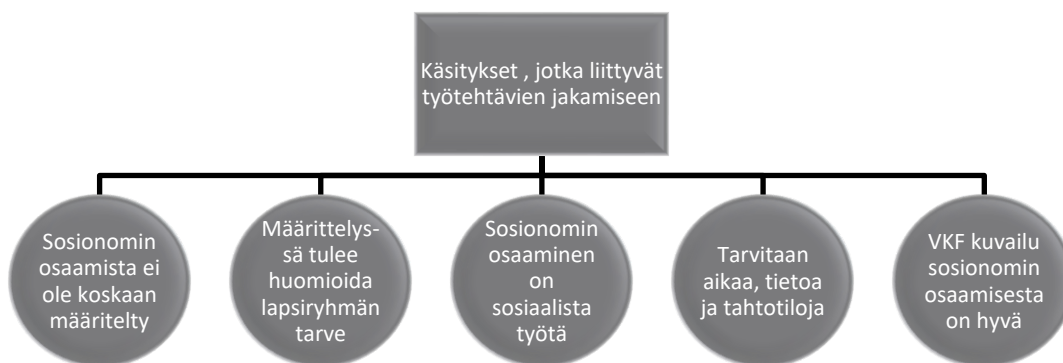 Käsitykset , jotka liittyvät
työtehtävien jakamiseen
Sosionomin
osaamista ei
ole koskaan
määritelty
Määrittelys-
sä tulee
huomioida
lapsiryhmän
tarve
Sosionomin
osaaminen
on
sosiaalista
työtä
Tarvitaan
aikaa, tietoa
ja tahtotiloja
VKF kuvailu
sosionomin
osaamisesta
on hyvä